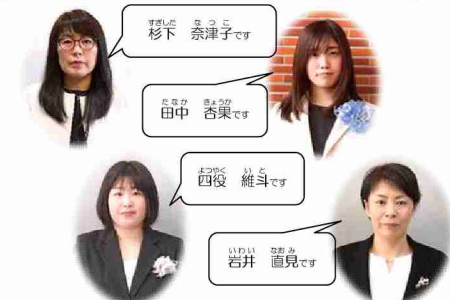 すぎした なつこ
杉下 奈津子です
たなか きょうか
田中 杏果です
よつやく いと
四役 維斗です
いわい なおみ
岩井 直見です